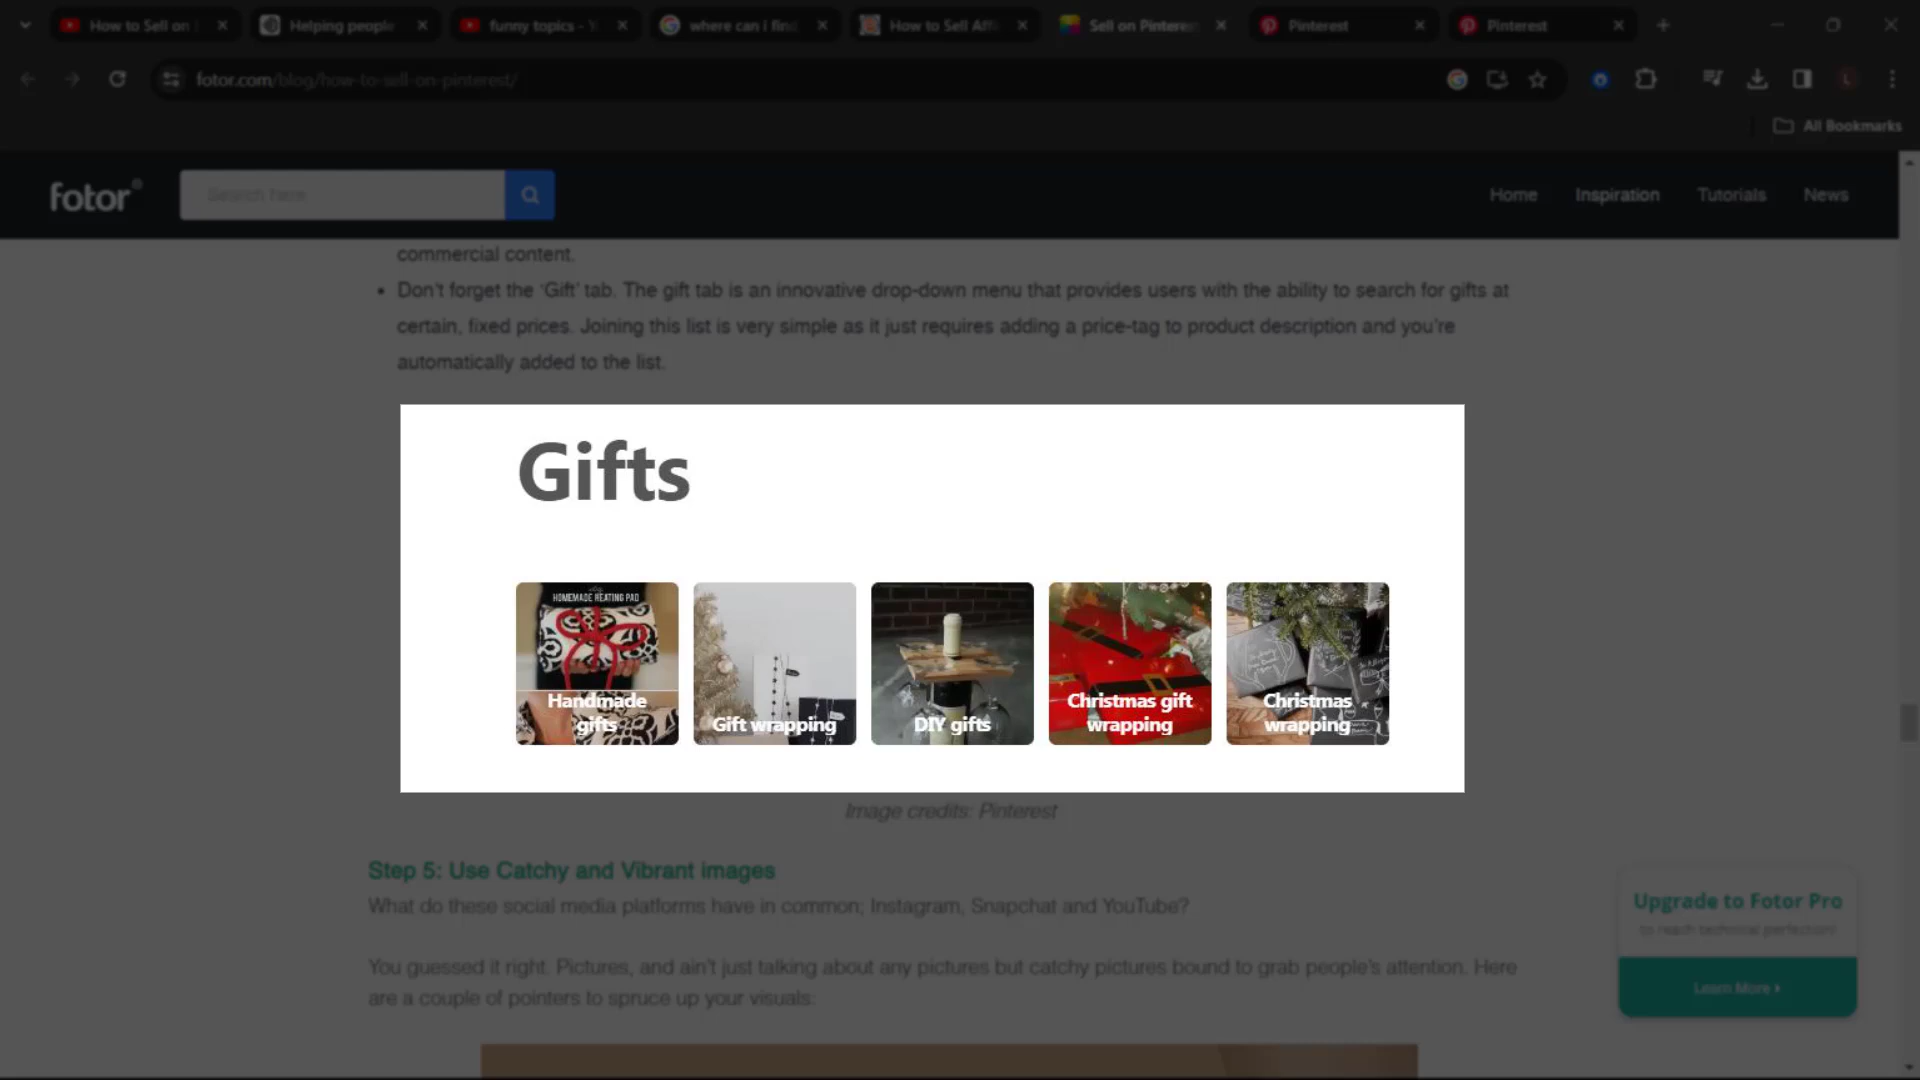 How to Sell on
Helping people
funny topics - Y
where can i find
How to Sell Affi
Sell on Pinterest
Pinterest
Pinterest
fotor.com/blog/how-to-sell-on-pinterest/
L
All Bookmarks
fotor®
Search here
Home
Inspiration
Tutorials
News
commercial content.
• Don't forget the 'Gift' tab. The gift tab is an innovative drop-down menu that provides users with the ability to search for gifts at
certain, fixed prices. Joining this list is very simple as it just requires adding a price-tag to product description and you're
automatically added to the list.
Gifts
HOMEMADE HEATING PAD
Handmade
gifts
Gift wrapping
DIY gifts
Christmas gift
wrapping
Christmas
wrapping
Image credits: Pinterest
Step 5: Use Catchy and Vibrant images
What do these social media platforms have in common; Instagram, Snapchat and YouTube?
You guessed it right. Pictures, and ain't just talking about any pictures but catchy pictures bound to grab people's attention. Here
are a couple of pointers to spruce up your visuals:
Upgrade to Fotor Pro
to reach technical perfection!
Learn More